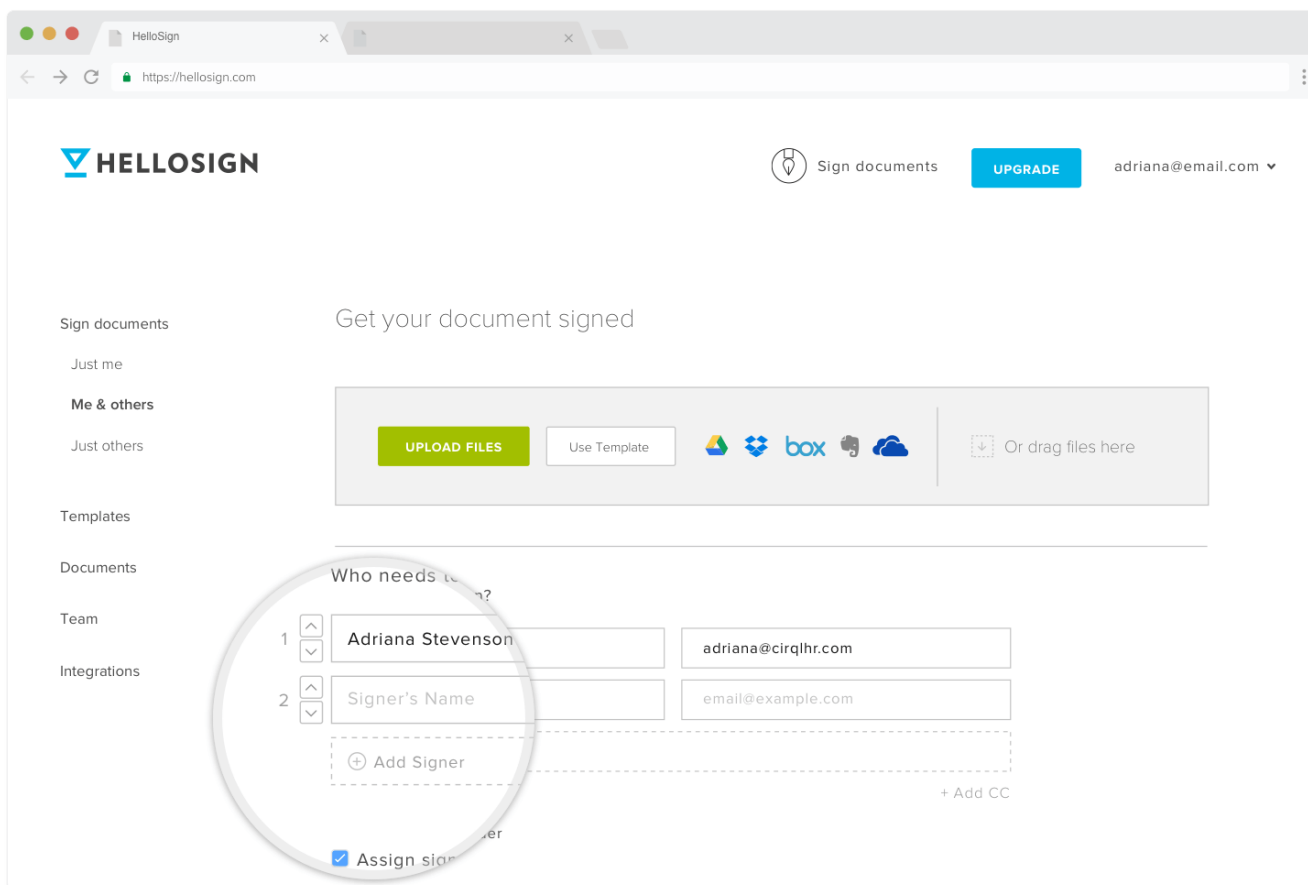 HelloSign
https://hellosign.com
HELLOSIGN
Sign documents
UPGRADE
adriana@email.com
Sign documents
Just me
Me & others
Just others
Templates
Documents
Team
Integrations
Get your document signed
UPLOAD FILES
Use Template
box
Or drag files here
Who needs
1 Adriana Stevenson adriana@cirqlhr.com
2 Signer's Name email@example.com
Add Signer
+ Add CC
Assign